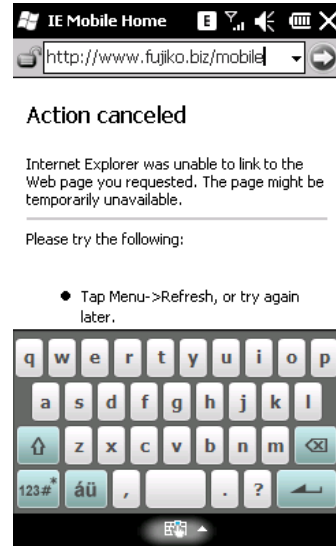 IE Mobile Home E
http://www.fujiko.biz/mobile
Action canceled
Internet Explorer was unable to link to the
Web page you requested. The page might be
temporarily unavailable.
Please try the following:
● Tap Menu->Refresh, or try again
later.
q w e r t y u i o p
a s d f g h j k l
z x c v b n m
123#* áü , . ?